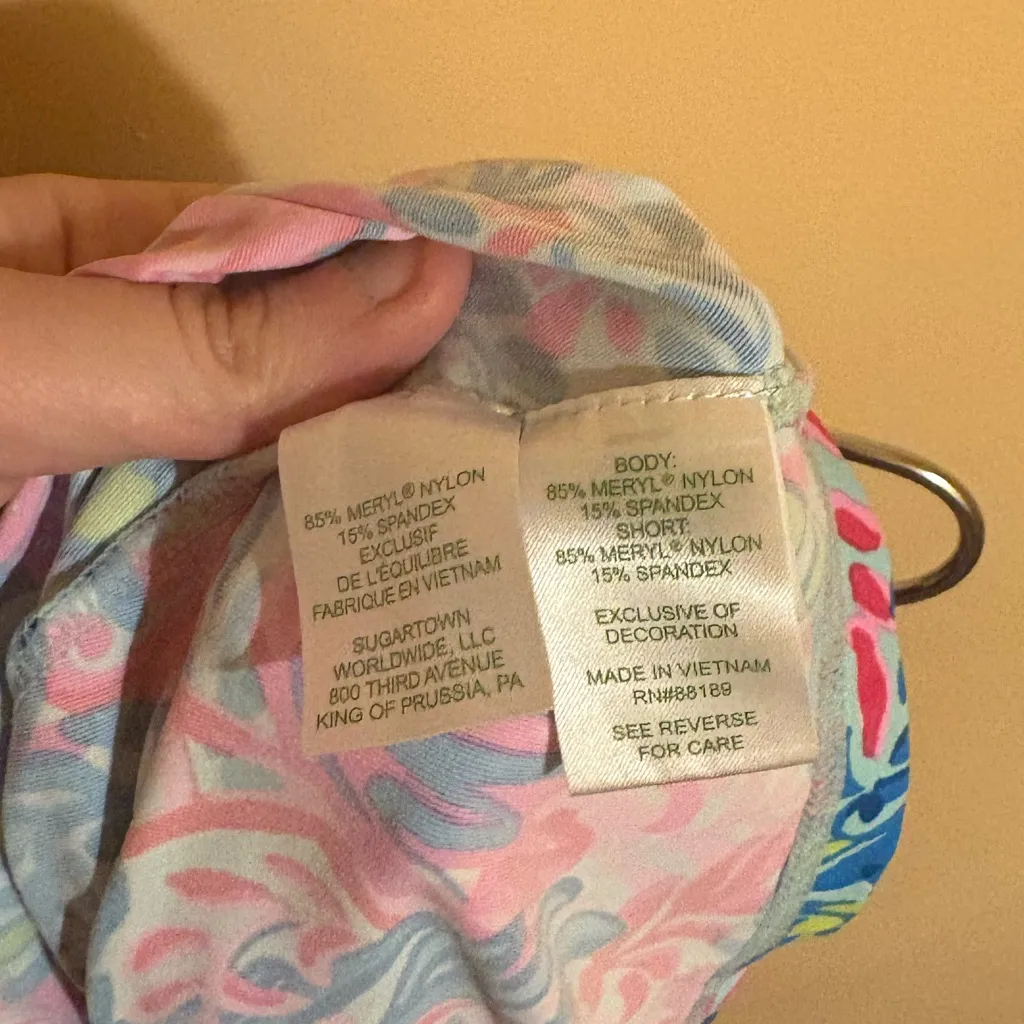 85% MERYL® NYLON
15% SPANDEX
EXCLUSIF
DE L'ÉQUILIBRE
FABRIQUE EN VIETNAM
SUGARTOWN
WORLDWIDE, LLC
800 THIRD AVENUE
KING OF PRUSSIA, PA
BODY:
85% MERYL® NYLON
15% SPANDEX
SHORT:
85% MERYL® NYLON
15% SPANDEX
EXCLUSIVE OF
DECORATION
MADE IN VIETNAM
RN#88189
SEE REVERSE
FOR CARE